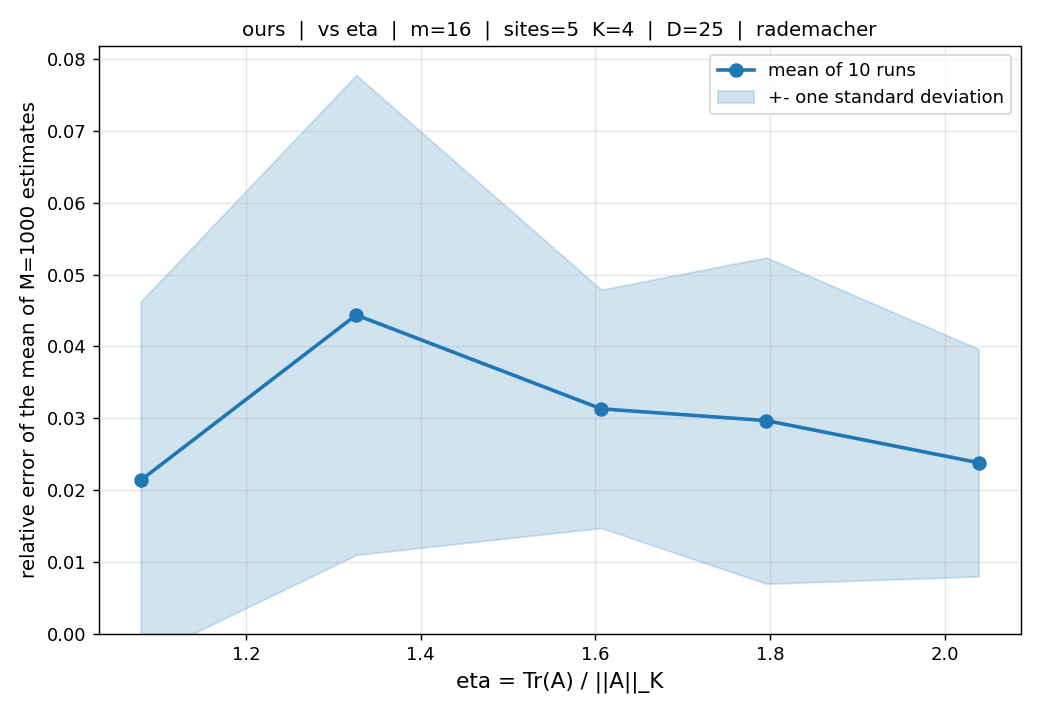 ours | vs eta | m=16 | sites=5 K=4 | D=25 | rademacher
relative error of the mean of M=1000 estimates
0.08
0.07
0.06
0.05
0.04
0.03
0.02
0.01
0.00
mean of 10 runs
+- one standard deviation
1.2 1.4 1.6 1.8 2.0
eta = Tr(A) / ||A||_K